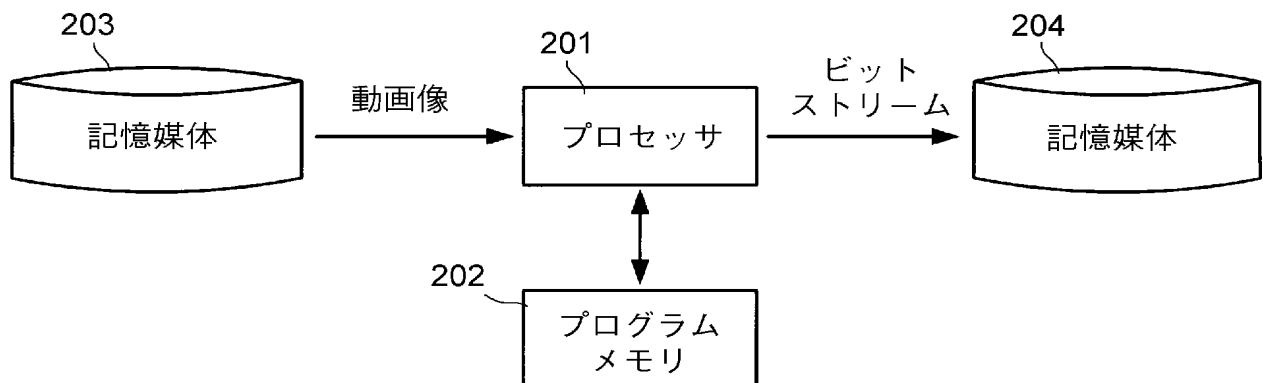 203
記憶媒体
動画像
201
プロセッサ
ビット
ストリーム
204
記憶媒体
202
プログラム
メモリ